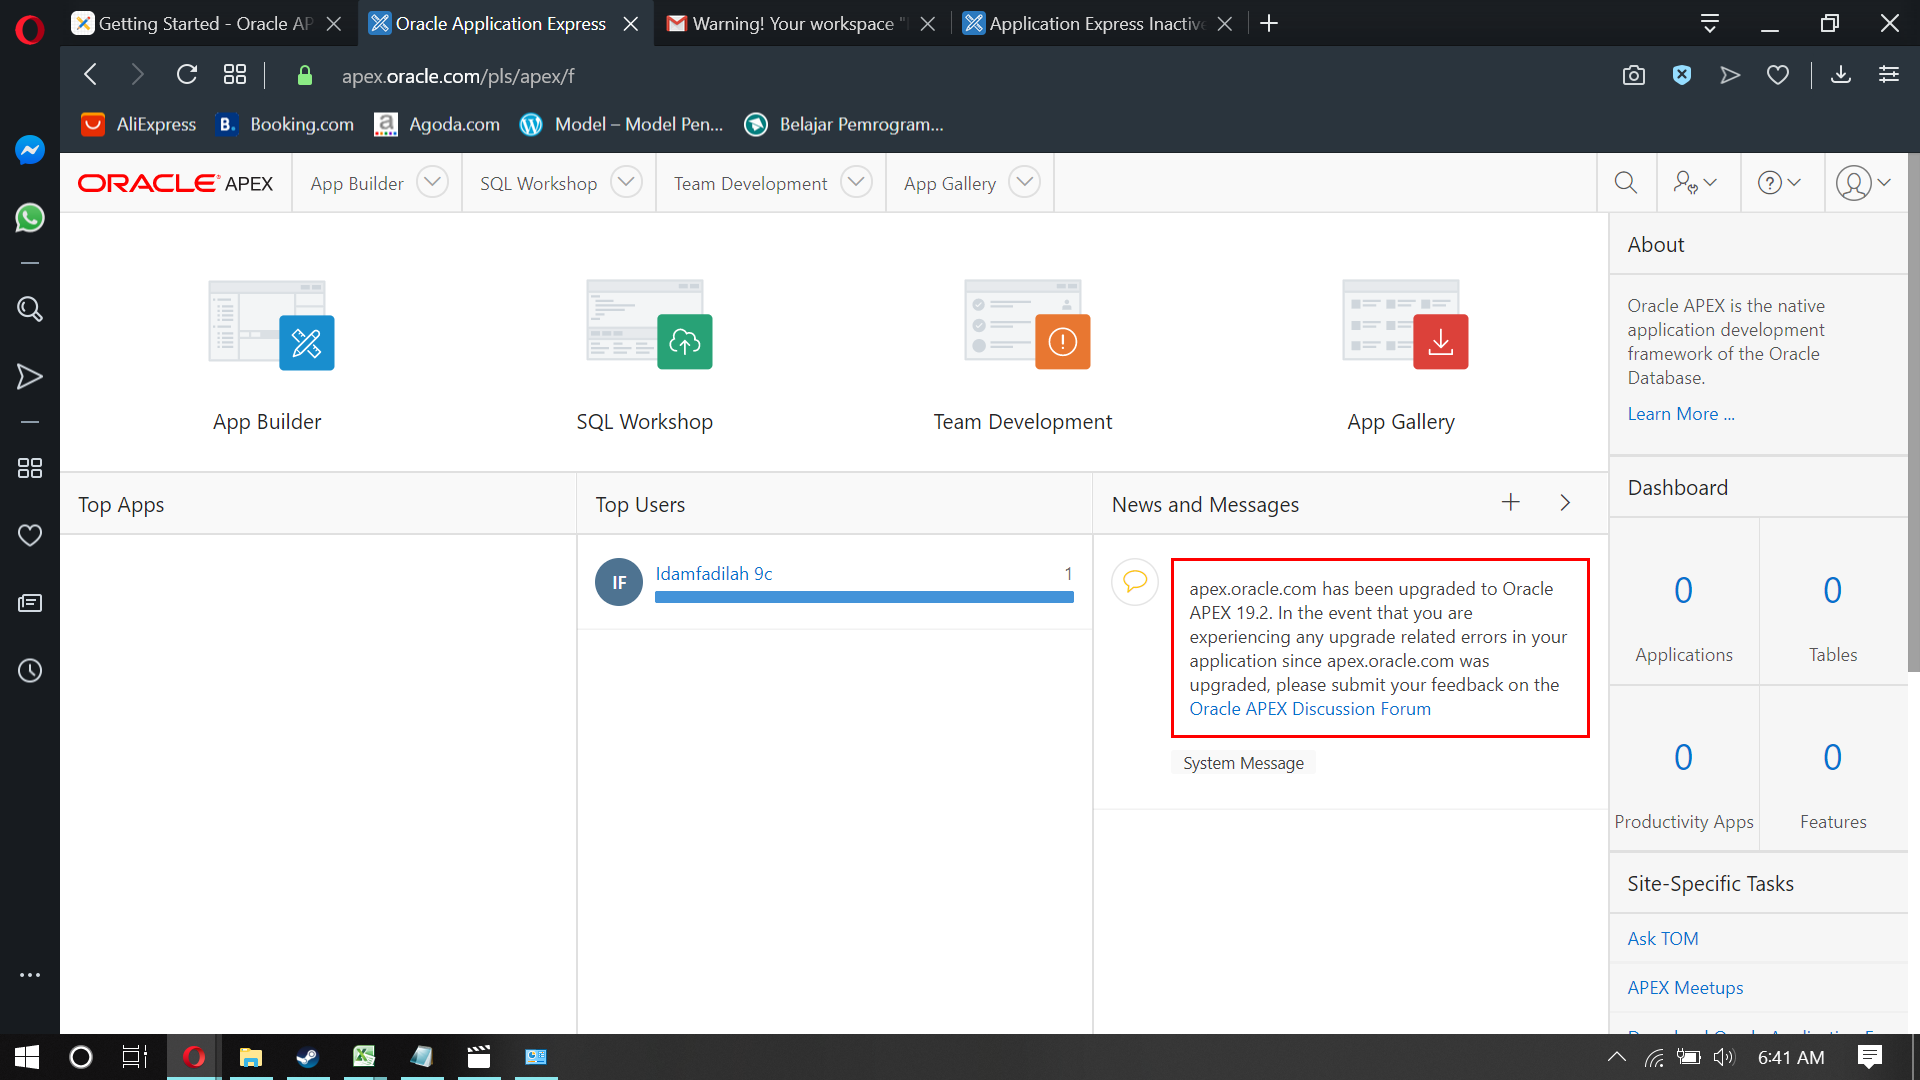 Getting Started - Oracle AP
Oracle Application Express
Warning! Your workspace "
Application Express Inactive
apex.oracle.com/pls/apex/f
AliExpress
B. Booking.com
a Agoda.com
Model – Model Pen...
Belajar Pemrogram...
ORACLE APEX
App Builder
SQL Workshop
Team Development
App Gallery
App Builder
SQL Workshop
Team Development
App Gallery
About
Oracle APEX is the native
application development
framework of the Oracle
Database.
Learn More ...
Top Apps
Top Users
IF
Idamfadilah 9c
1
News and Messages
apex.oracle.com has been upgraded to Oracle
APEX 19.2. In the event that you are
experiencing any upgrade related errors in your
application since apex.oracle.com was
upgraded, please submit your feedback on the
Oracle APEX Discussion Forum
System Message
Dashboard
0
Applications
0
Tables
0
Productivity Apps
0
Features
Site-Specific Tasks
Ask TOM
APEX Meetups
6:41 AM